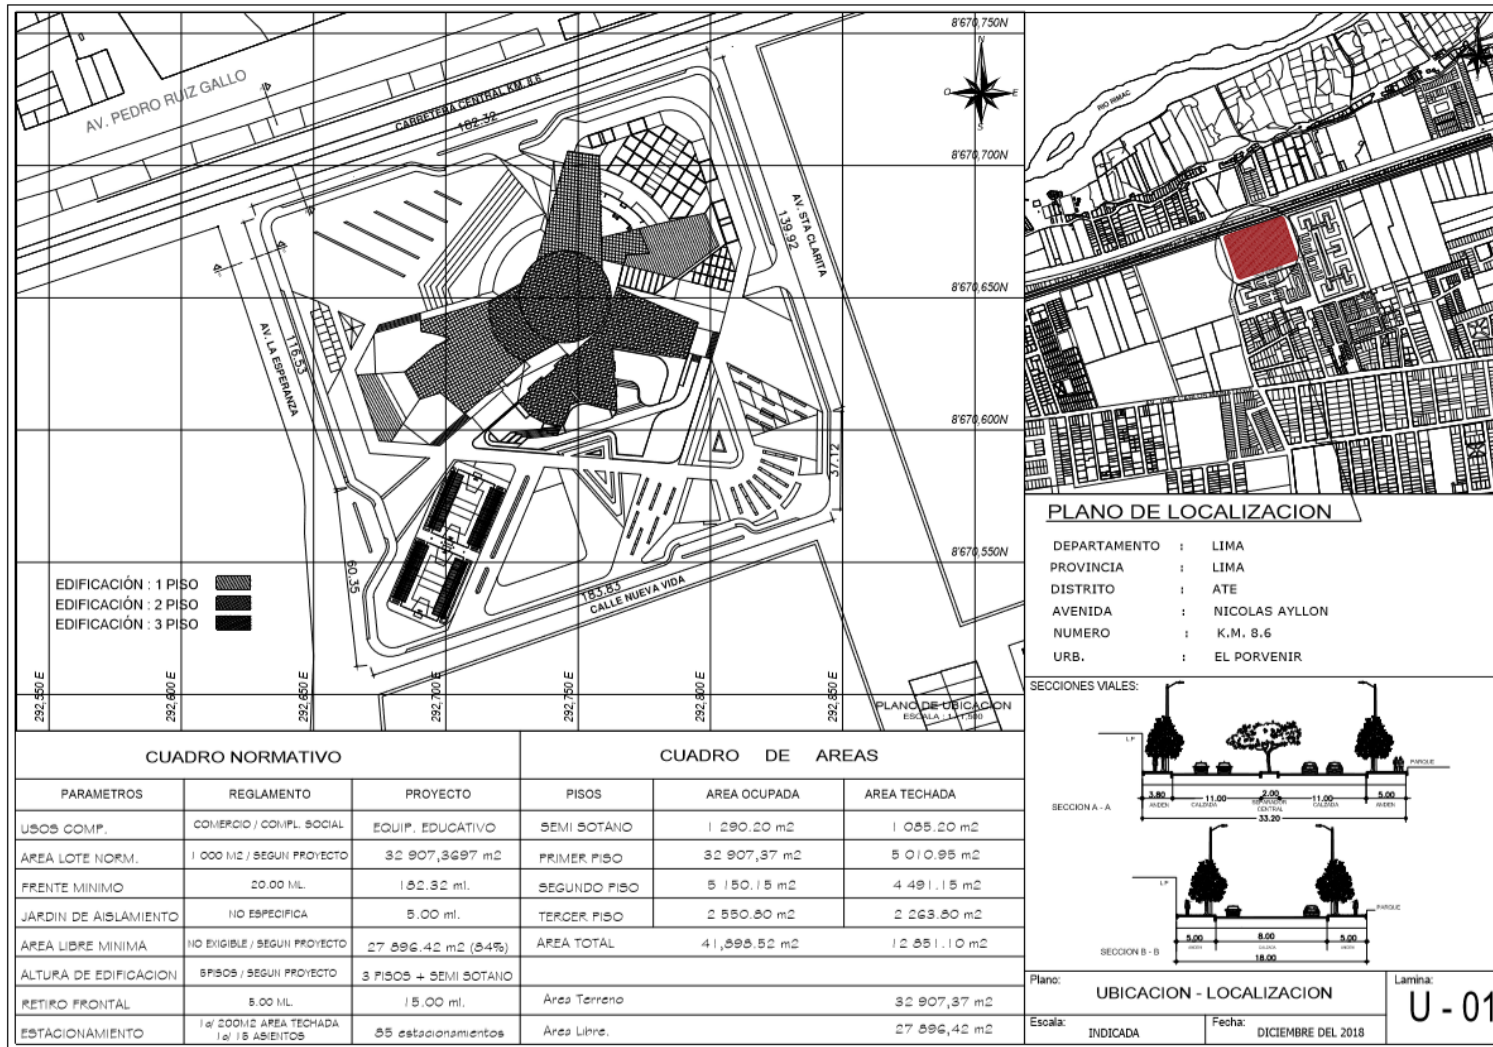 8'670,750N
8'670,700N
8'670,650N
8'670,600N
8'670,550N
292,550 E
292,600 E
292,650 E
292,700 E
292,750 E
292,800 E
292,850 E
AV. PEDRO RUIZ GALLO
CARRETERA CENTRAL KM. 8.6
182.32
AV. STA CLARITA
139.92
AV. LA ESPERANZA
116.53
60.35
37.12
183.83
CALLE NUEVA VIDA
N
O
E
S
EDIFICACIÓN : 1 PISO
EDIFICACIÓN : 2 PISO
EDIFICACIÓN : 3 PISO
PLANO DE UBICACION
ESCALA : 1 / 1,500
RIO RIMAC
PLANO DE LOCALIZACION
DEPARTAMENTO : LIMA
PROVINCIA : LIMA
DISTRITO : ATE
AVENIDA : NICOLAS AYLLON
NUMERO : K.M. 8.6
URB. : EL PORVENIR
SECCIONES VIALES:
L.P
PARQUE
3.80 11.00 2.00 11.00 5.00
ANDEN CALZADA SEPARADOR CENTRAL CALZADA ANDEN
33.20
SECCION A - A
L.P
PARQUE
5.00 8.00 5.00
18.00
SECCION B - B
CUADRO NORMATIVO
PARAMETROS REGLAMENTO PROYECTO
USOS COMP. COMERCIO / COMPL. SOCIAL EQUIP. EDUCATIVO
AREA LOTE NORM. 1 000 M2 / SEGUN PROYECTO 32 907,3697 m2
FRENTE MINIMO 20.00 ML. 182.32 ml.
JARDIN DE AISLAMIENTO NO ESPECIFICA 5.00 ml.
AREA LIBRE MINIMA NO EXIGIBLE / SEGUN PROYECTO 27 896.42 m2 (84%)
ALTURA DE EDIFICACION 5PISOS / SEGUN PROYECTO 3 PISOS + SEMI SOTANO
RETIRO FRONTAL 5.00 ML. 15.00 ml.
ESTACIONAMIENTO 1c/ 200M2 AREA TECHADA
1c/ 15 ASIENTOS 85 estacionamientos
CUADRO DE AREAS
PISOS AREA OCUPADA AREA TECHADA
SEMI SOTANO 1 290.20 m2 1 085.20 m2
PRIMER PISO 32 907,37 m2 5 010.95 m2
SEGUNDO PISO 5 150.15 m2 4 491.15 m2
TERCER PISO 2 550.80 m2 2 263.80 m2
AREA TOTAL 41,898.52 m2 12 851.10 m2
Area Terreno 32 907,37 m2
Area Libre. 27 896,42 m2
Plano:
UBICACION - LOCALIZACION
Escala: INDICADA
Fecha: DICIEMBRE DEL 2018
Lamina:
U - 01